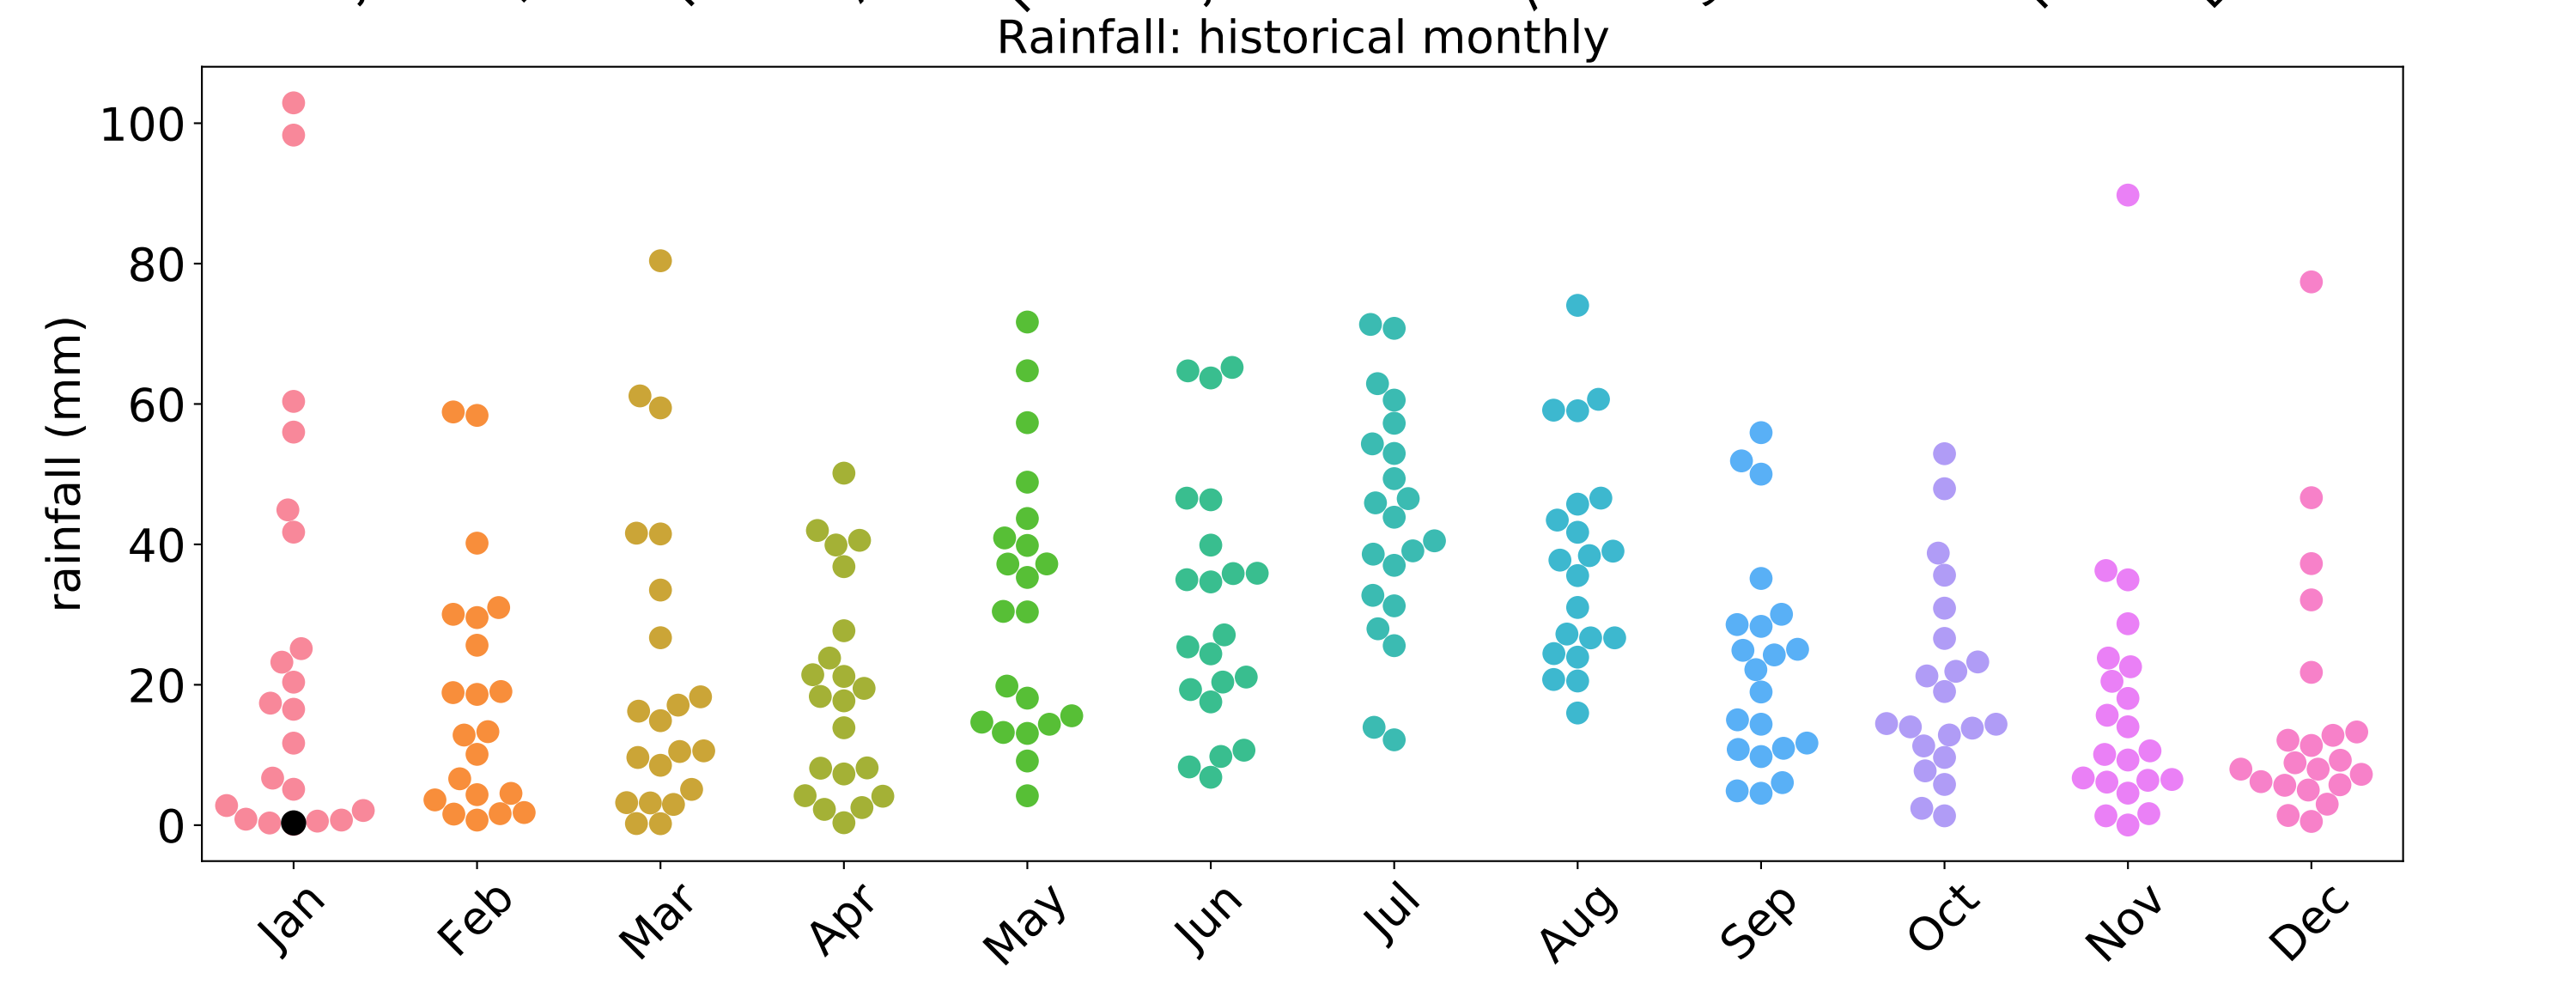 Rainfall: historical monthly
rainfall (mm)
100
80
60
40
20
0
Jan
Feb
Mar
Apr
May
Jun
Jul
Aug
Sep
Oct
Nov
Dec